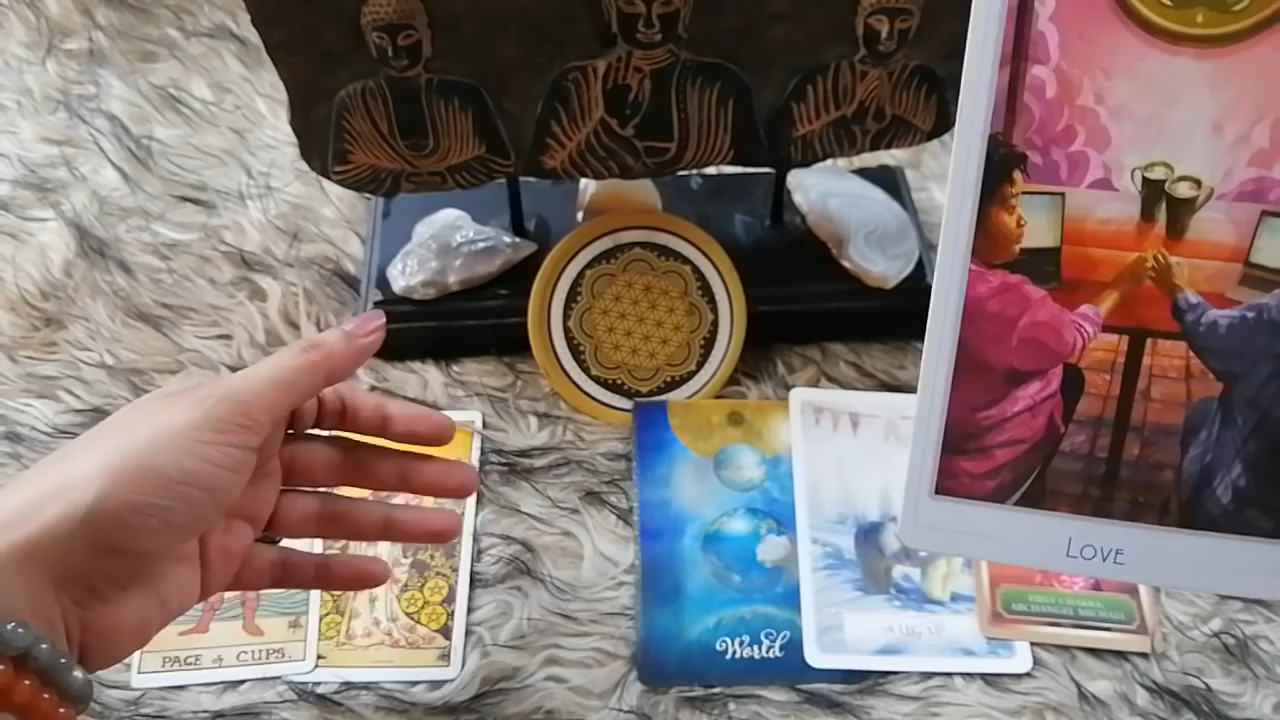 LOVE
PAGE of CUPS.
World
FIRST CHAKRA,
ARCHANGEL MICHAEL